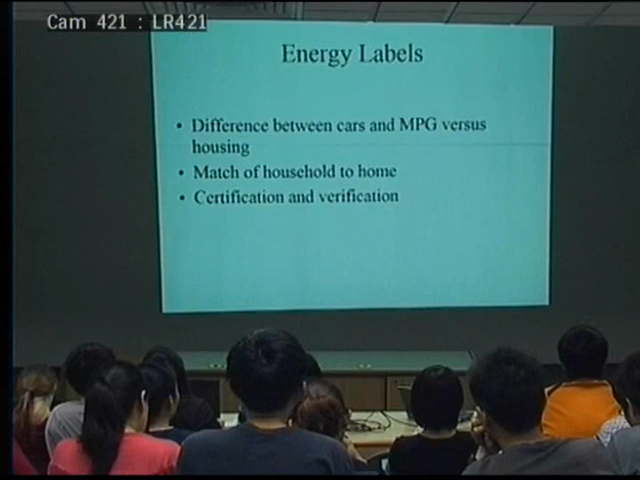 Cam 421 : LR421
Energy Labels
• Difference between cars and MPG versus
housing
• Match of household to home
• Certification and verification